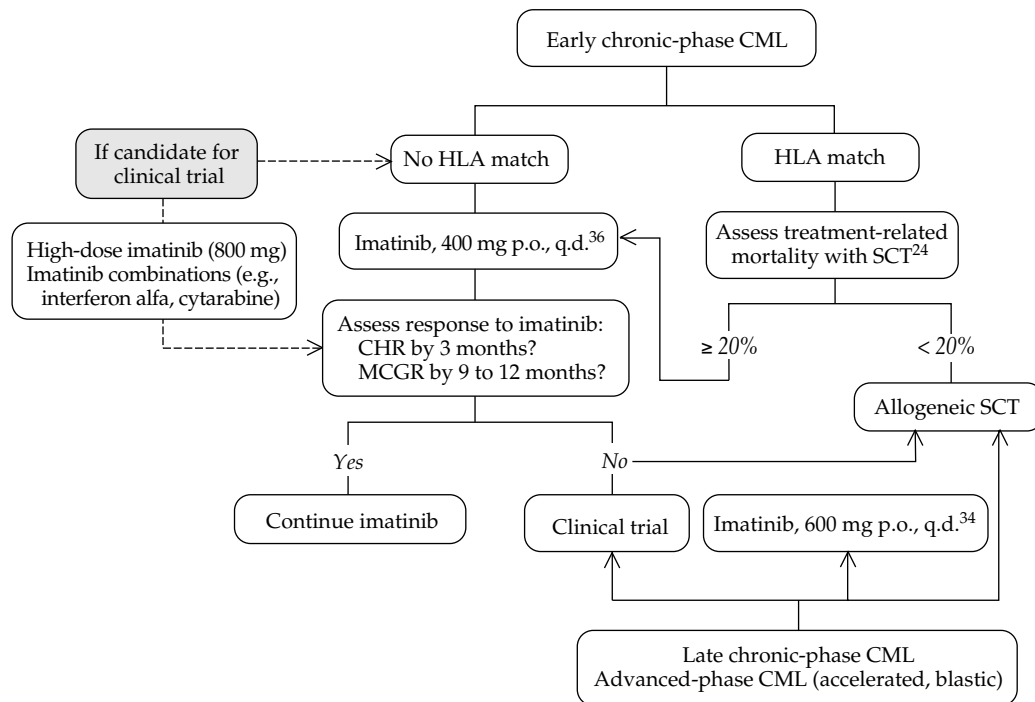 Early chronic-phase CML
If candidate for
clinical trial
No HLA match
HLA match
High-dose imatinib (800 mg)
Imatinib combinations (e.g.,
interferon alfa, cytarabine)
Imatinib, 400 mg p.o., q.d.36
Assess treatment-related
mortality with SCT24
Assess response to imatinib:
CHR by 3 months?
MCGR by 9 to 12 months?
≥ 20%
< 20%
Allogeneic SCT
Yes
No
Continue imatinib
Clinical trial
Imatinib, 600 mg p.o., q.d.34
Late chronic-phase CML
Advanced-phase CML (accelerated, blastic)